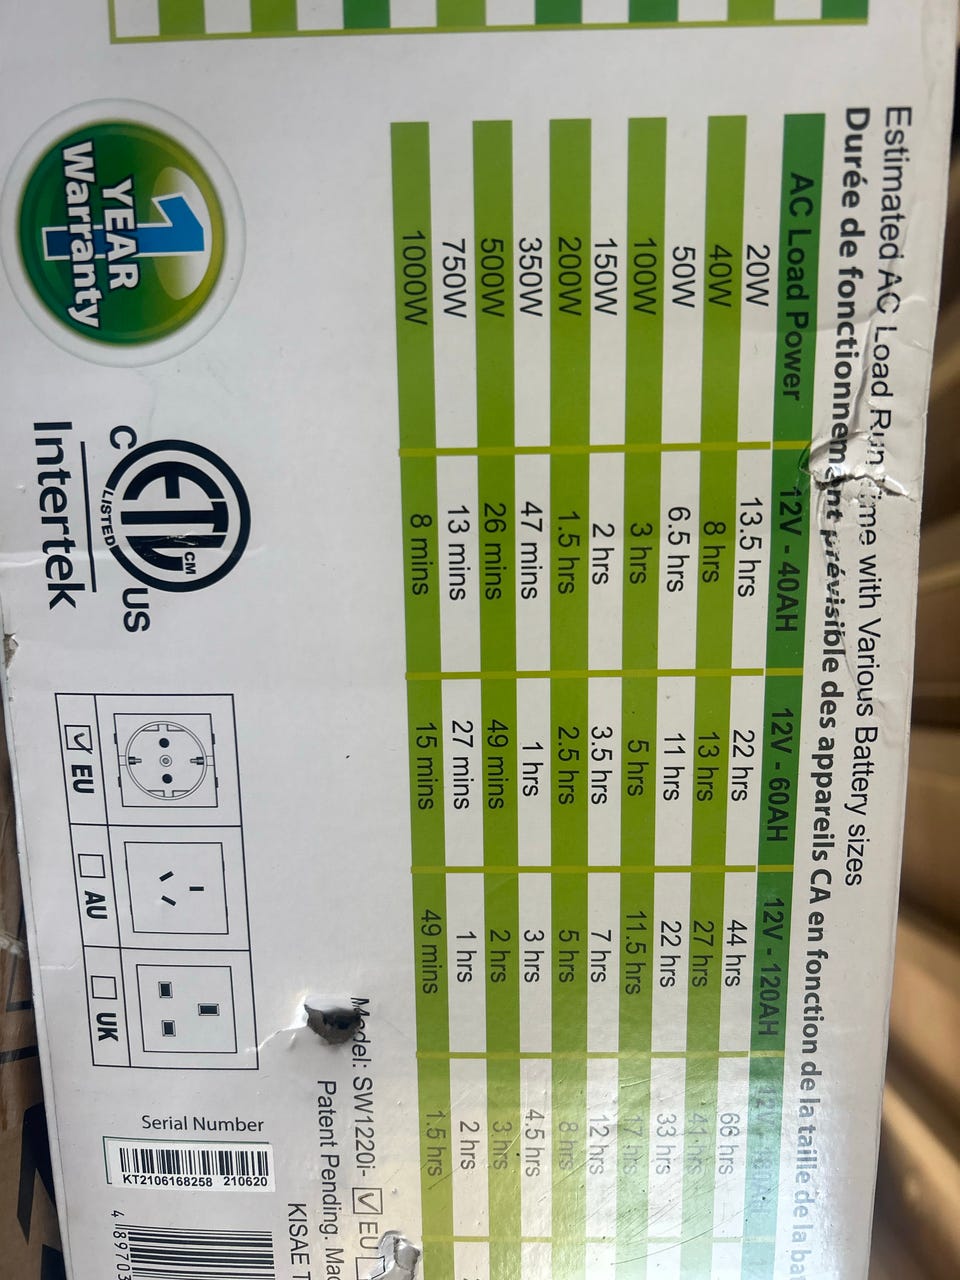 Estimated AC Load Run Time with Various Battery sizes
Durée de fonctionnement prévisible des appareils CA en fonction de la taille de la ba
AC Load Power 12V - 40AH 12V - 60AH 12V - 120AH
20W 13.5 hrs 22 hrs 44 hrs 66 hrs
40W 8 hrs 13 hrs 27 hrs 41 hrs
50W 6.5 hrs 11 hrs 22 hrs 33 hrs
100W 3 hrs 5 hrs 11.5 hrs 17 hrs
150W 2 hrs 3.5 hrs 7 hrs 12 hrs
200W 1.5 hrs 2.5 hrs 5 hrs 8 hrs
350W 47 mins 1 hrs 3 hrs 4.5 hrs
500W 26 mins 49 mins 2 hrs 3 hrs
750W 13 mins 27 mins 1 hrs 2 hrs
1000W 8 mins 15 mins 49 mins 1.5 hrs
1
YEAR
Warranty
ETL CM
LISTED
C US
Intertek
EU AU UK
Model: SW1220i- EU
Patent Pending. Mad
KISAE T
Serial Number
KT2106168258 210620
4 89703